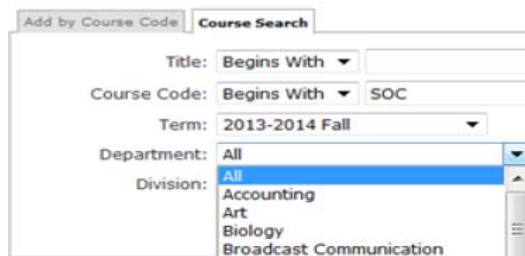 Add by Course Code Course Search
Title: Begins With
Course Code: Begins With SOC
Term: 2013-2014 Fall
Department: All
Division: All
Accounting
Art
Biology
Broadcast Communication